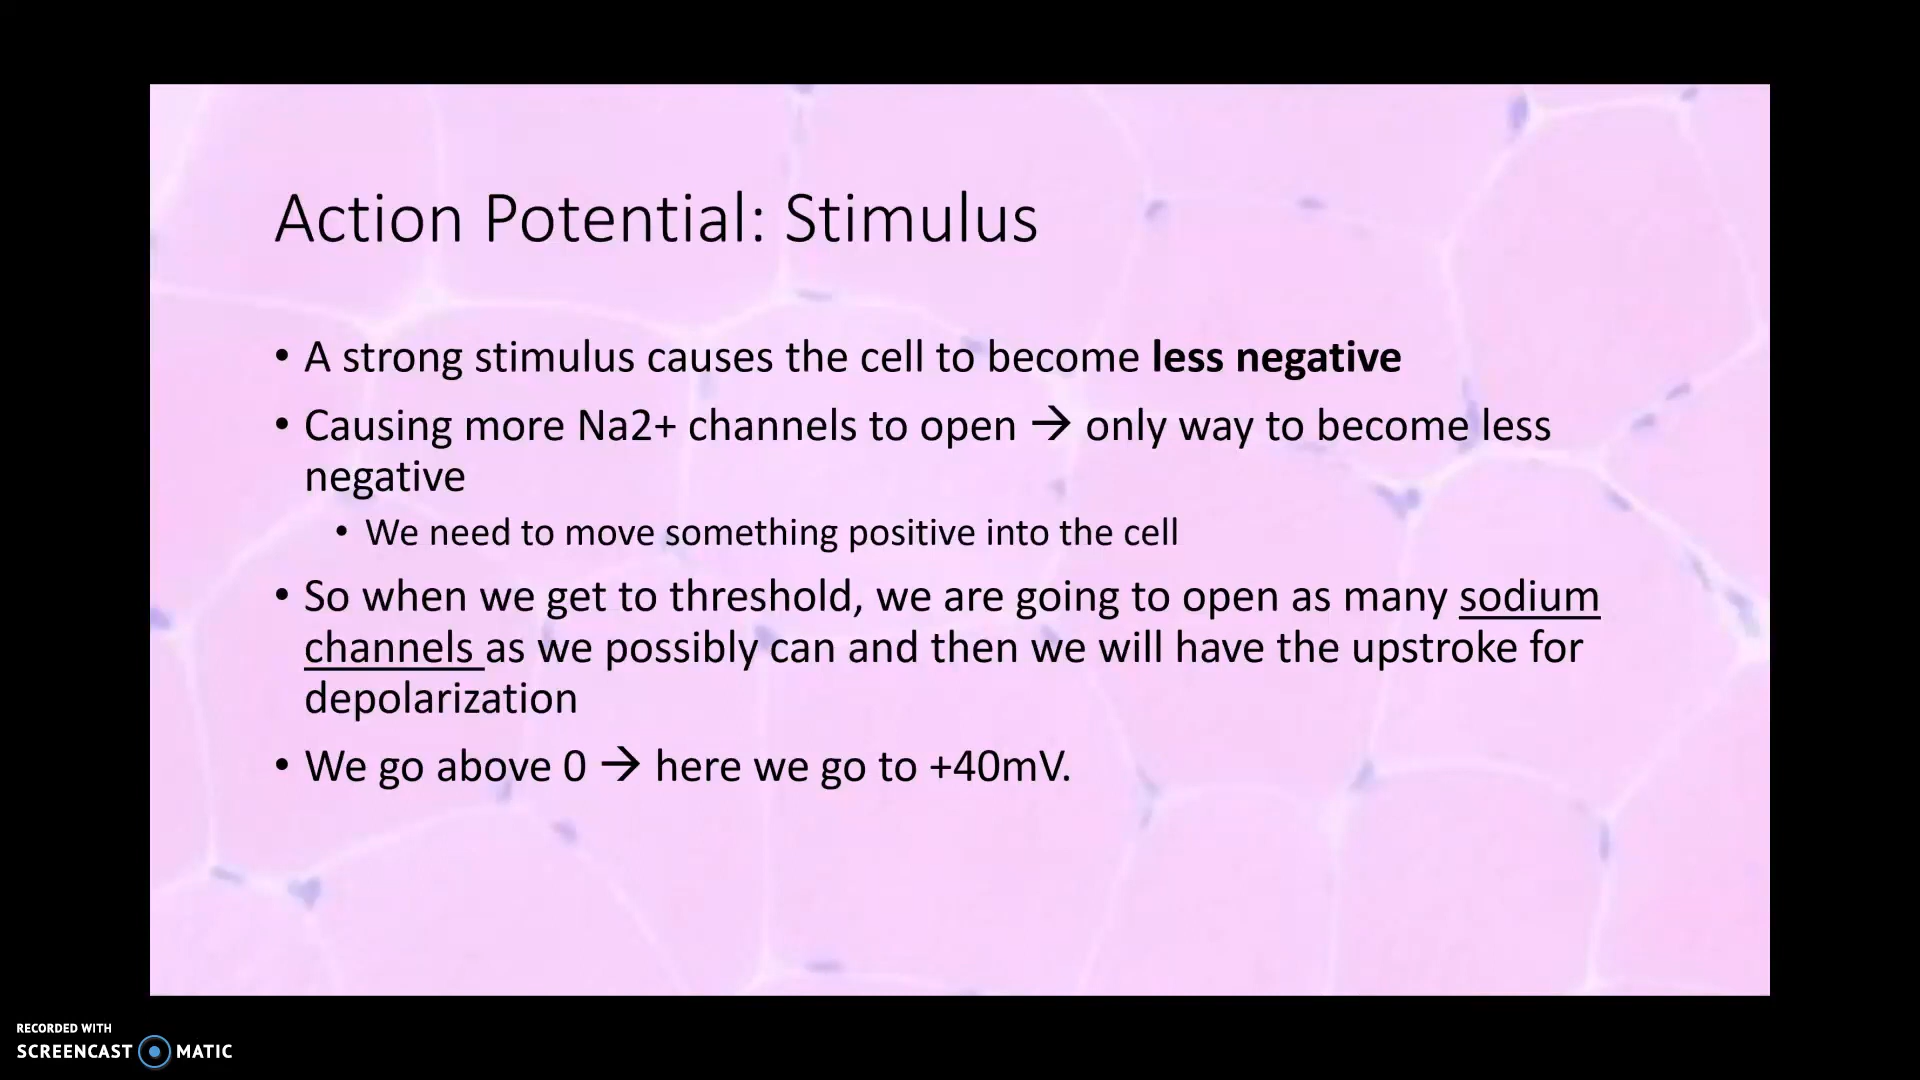 Action Potential: Stimulus
• A strong stimulus causes the cell to become less negative
• Causing more Na2+ channels to open → only way to become less
negative
• We need to move something positive into the cell
• So when we get to threshold, we are going to open as many sodium
channels as we possibly can and then we will have the upstroke for
depolarization
• We go above 0 → here we go to +40mV.
RECORDED WITH
SCREENCAST MATIC